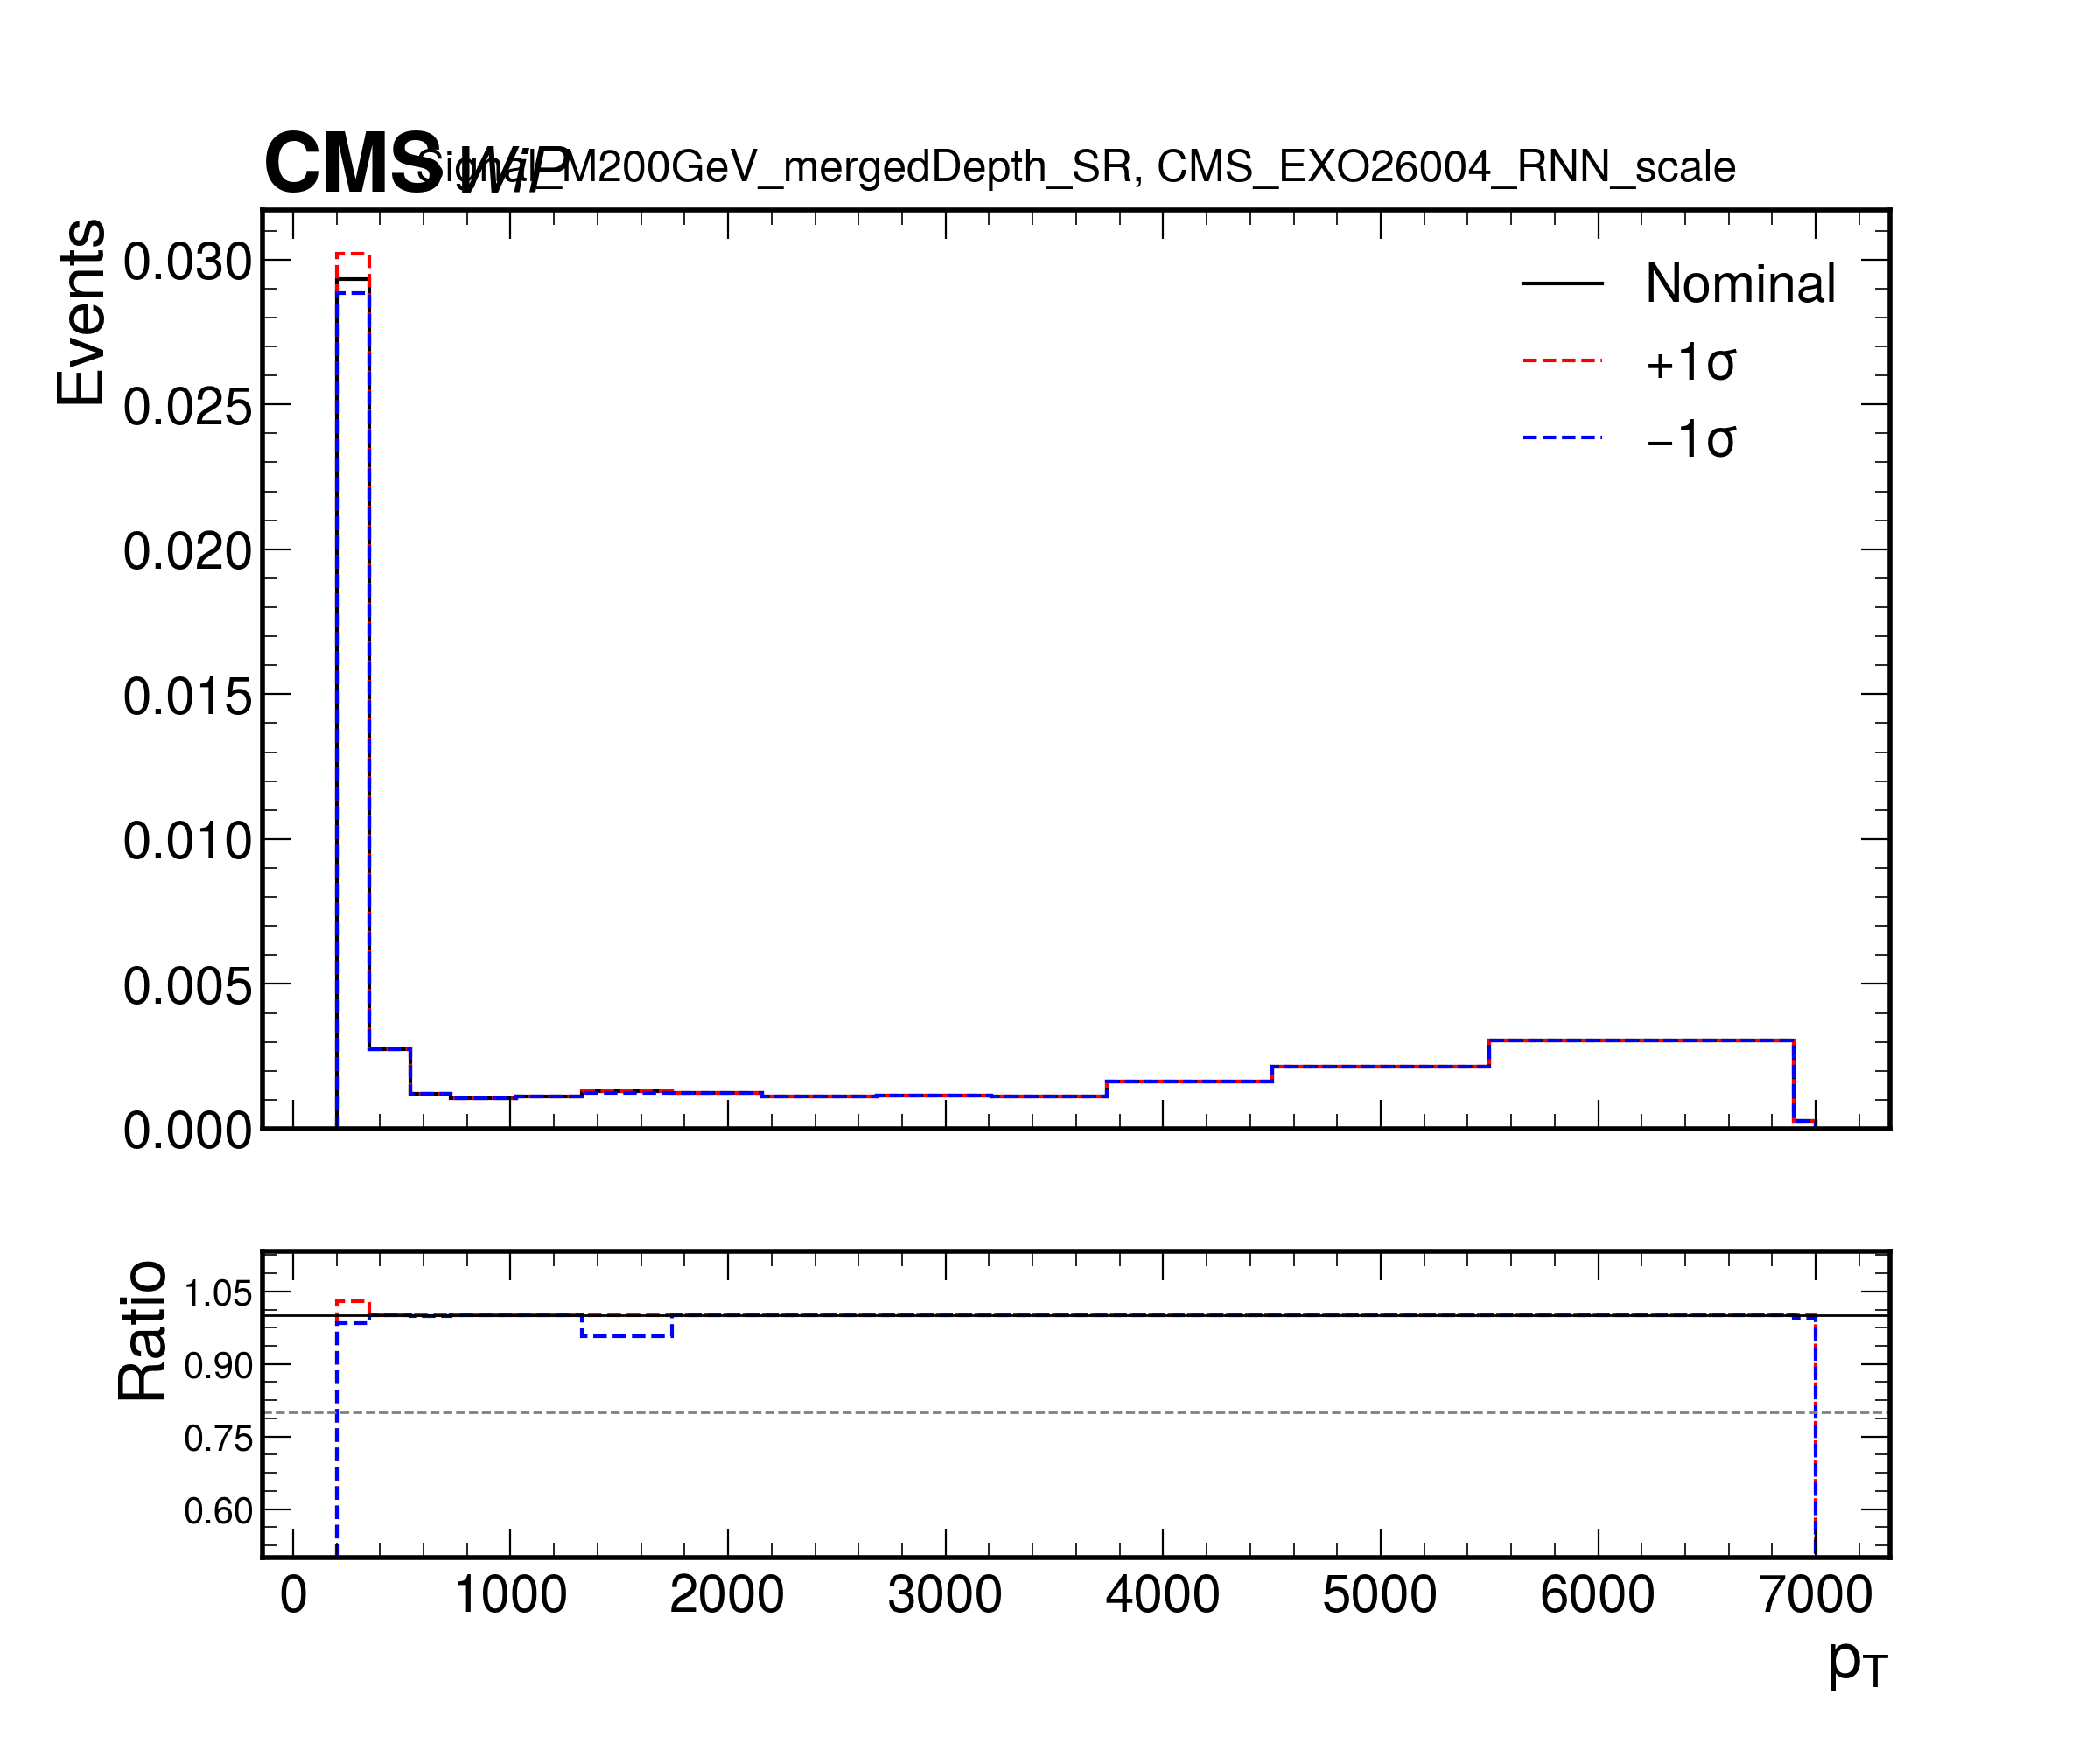 CMS WiP Signal_M200GeV_mergedDepth_SR, CMS_EXO26004_RNN_scale
Events
0.030
0.025
0.020
0.015
0.010
0.005
0.000
Nominal
+1σ
−1σ
Ratio
1.05
0.90
0.75
0.60
0 1000 2000 3000 4000 5000 6000 7000
pT